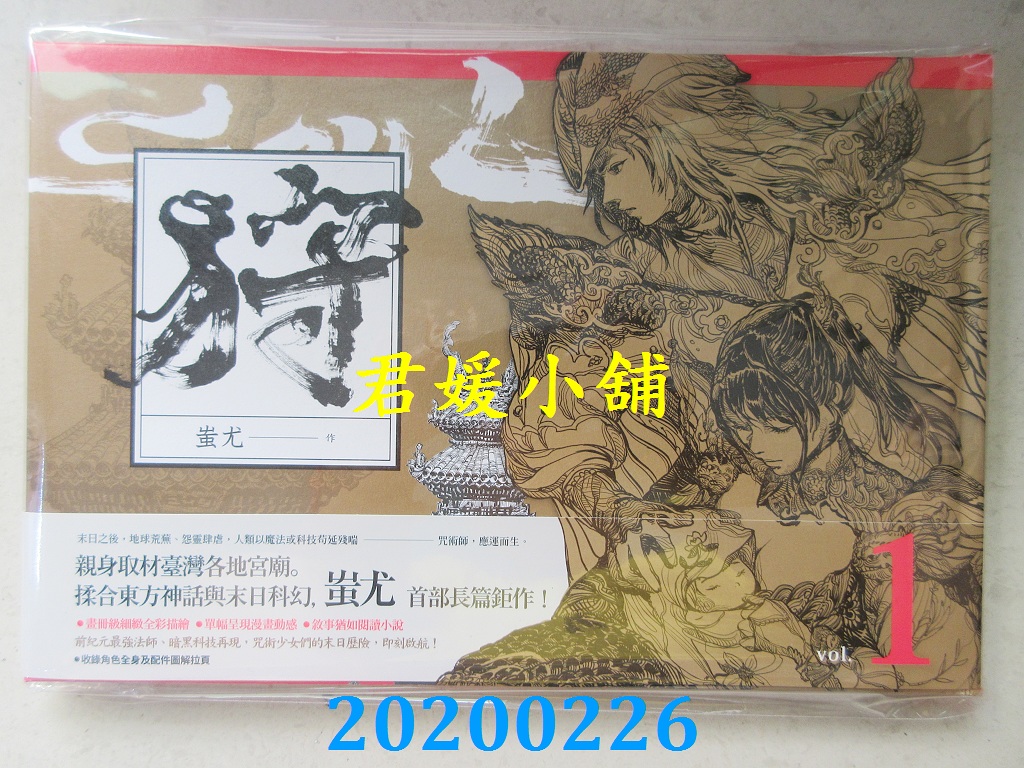 蚩尤 作
君媛小舖
末日之後,地球荒蕪、怨靈肆虐,人類以魔法或科技苟延殘喘 咒術師,應運而生。
親身取材臺灣各地宮廟。
揉合東方神話與末日科幻,蚩尤 首部長篇鉅作!
●畫冊級細緻全彩描繪 ●單幅呈現漫畫動感 ●敘事猶如閱讀小說
前紀元最強法師、暗黑科技再現,咒術少女們的末日歷險,即刻啟航!
●收錄角色全身及配件圖解拉頁
vol. 1
20200226